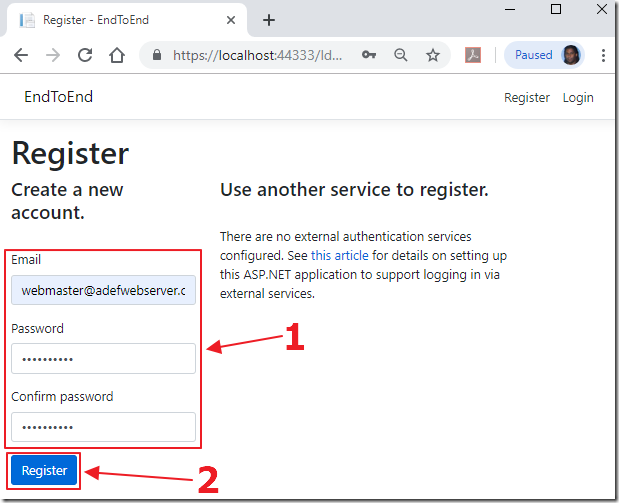 Register - EndToEnd
https://localhost:44333/Id...
Paused
EndToEnd
Register
Login
Register
Create a new
account.
Use another service to register.
There are no external authentication services
configured. See this article for details on setting up
this ASP.NET application to support logging in via
external services.
Email
webmaster@adefwebserver.c
Password
••••••••••
1
Confirm password
••••••••••
Register
2